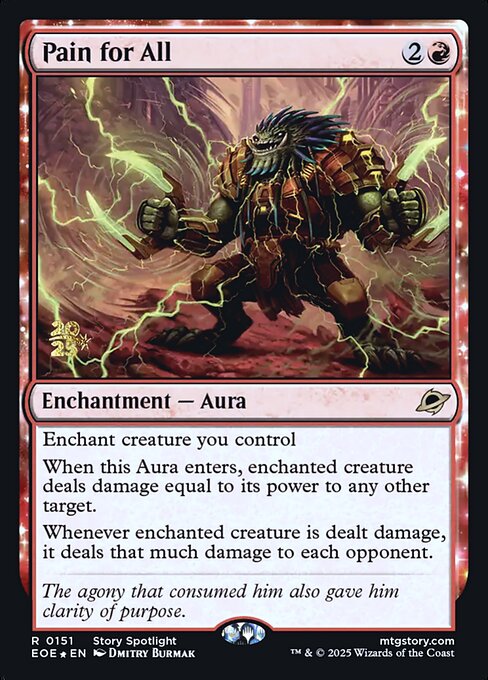 Pain for All
2
2025
Enchantment — Aura
Enchant creature you control
When this Aura enters, enchanted creature
deals damage equal to its power to any other
target.
Whenever enchanted creature is dealt damage,
it deals that much damage to each opponent.
The agony that consumed him also gave him
clarity of purpose.
R 0151 Story Spotlight
mtgstory.com
EOE★EN Dmitry Burmak
™ & © 2025 Wizards of the Coast